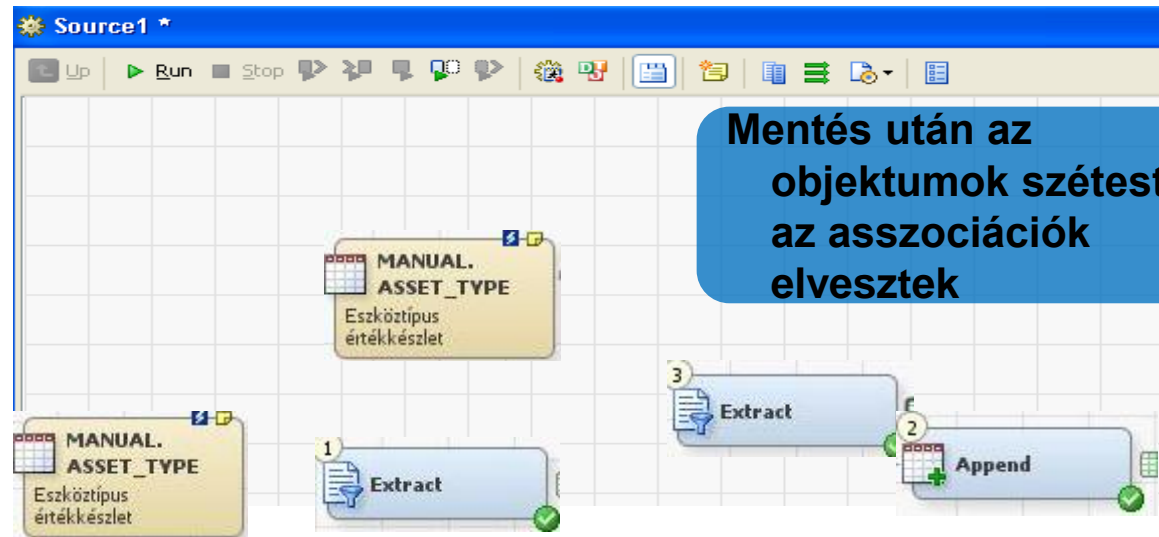 Source1 *
Up Run Stop
Mentés után az
objektumok szétest
az asszociációk
elvesztek
MANUAL.
ASSET_TYPE
Eszköztípus
értékkészlet
3
Extract
2
Append
MANUAL.
ASSET_TYPE
Eszköztípus
értékkészlet
1
Extract